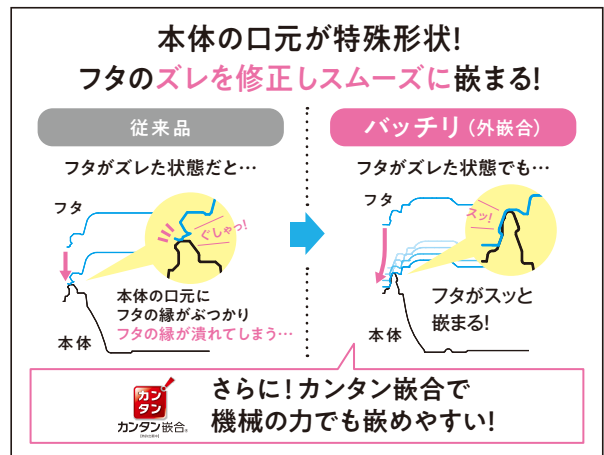 本体の口元が特殊形状!
フタのズレを修正しスムーズに嵌まる!
従来品
フタがズレた状態だと…
フタ
ぐしゃっ!
本体の口元に
フタの縁がぶつかり
フタの縁が潰れてしまう…
本体
バッチリ(外嵌合)
フタがズレた状態でも…
フタ
スッ!
フタがスッと
嵌まる!
本体
カン
タン
カンタン嵌合®
さらに!カンタン嵌合で
機械の力でも嵌めやすい!